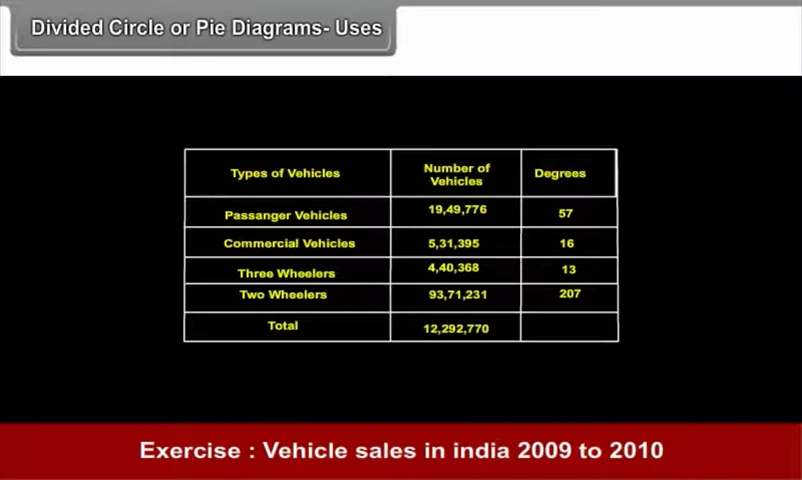 Divided Circle or Pie Diagrams- Uses
Types of Vehicles Number of Vehicles Degrees
Passanger Vehicles 19,49,776 57
Commercial Vehicles 5,31,395 16
Three Wheelers 4,40,368 13
Two Wheelers 93,71,231 207
Total 12,292,770
Exercise : Vehicle sales in india 2009 to 2010